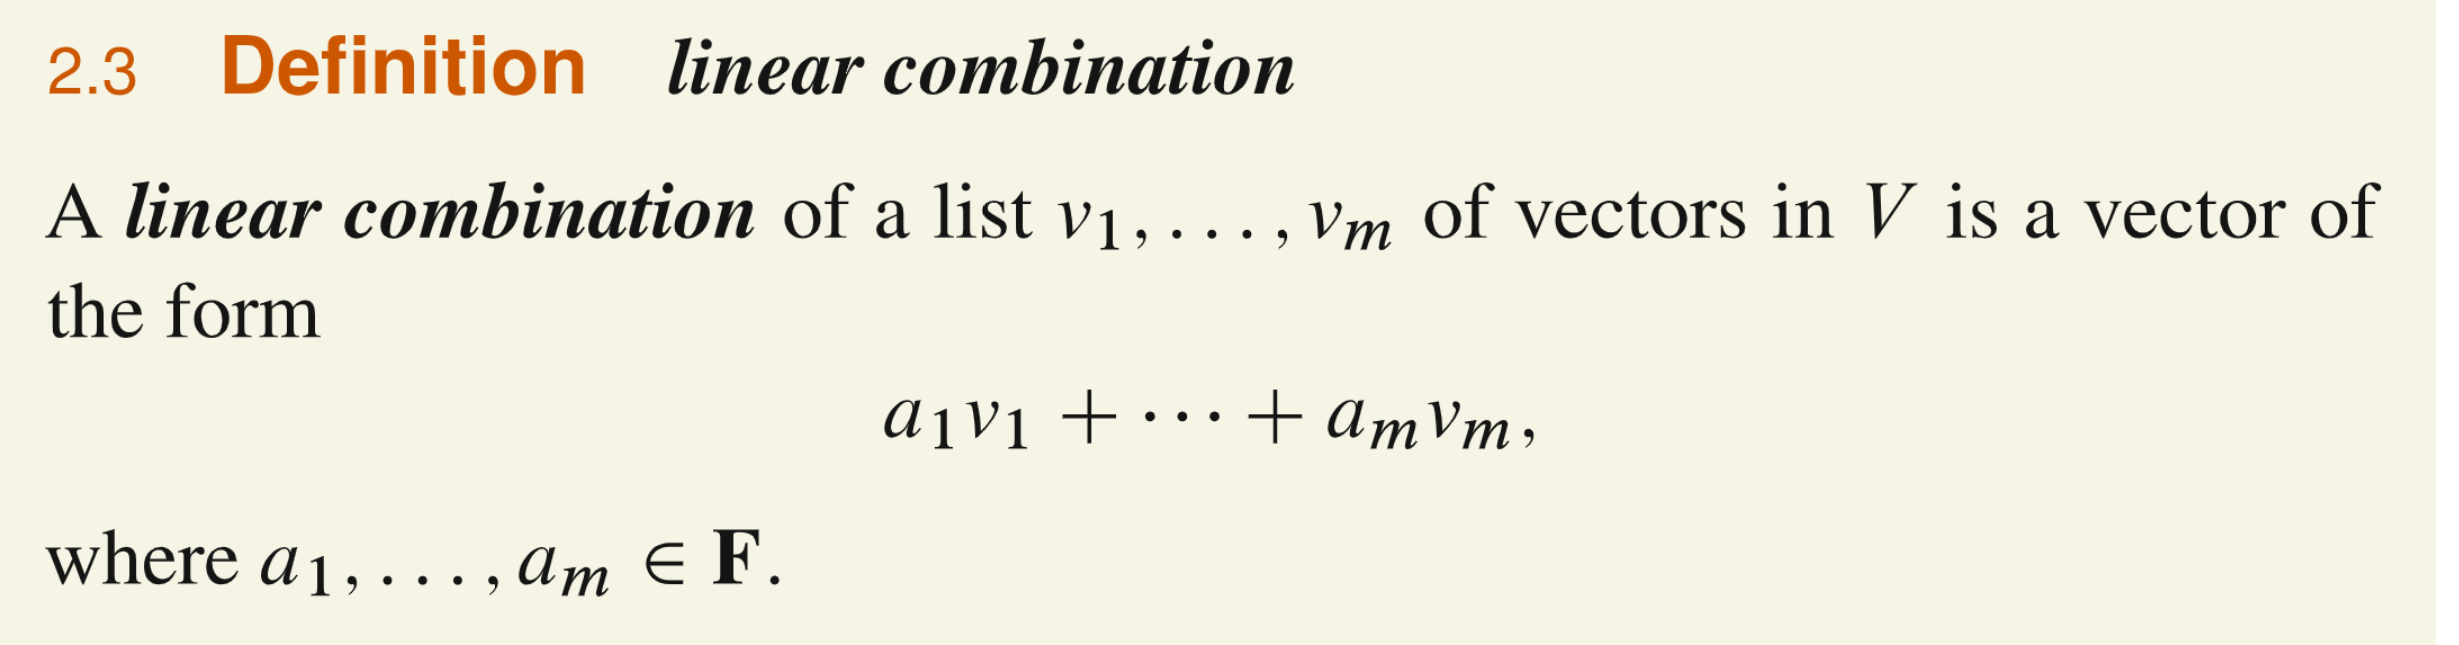 2.3 Definition linear combination
A linear combination of a list v₁, . . . , vₘ of vectors in V is a vector of
the form
a₁v₁ + · · · + aₘvₘ,
where a₁, . . . , aₘ ∈ F.